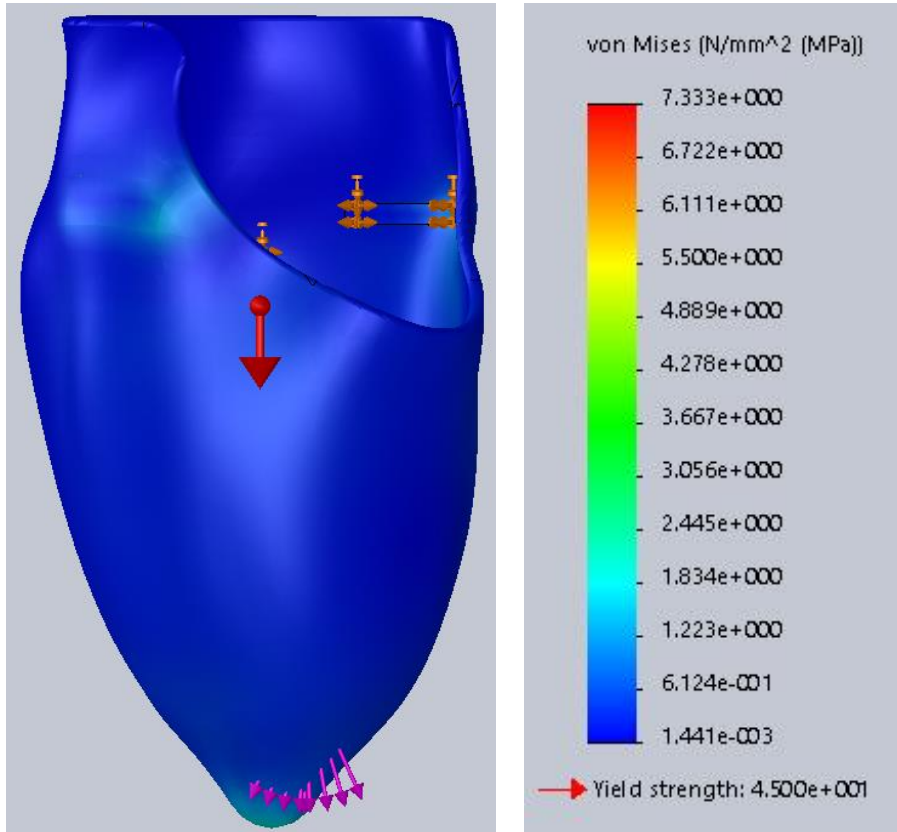 von Mises (N/mm^2 (MPa))
7.333e+000
6.722e+000
6.111e+000
5.500e+000
4.889e+000
4.278e+000
3.667e+000
3.056e+000
2.445e+000
1.834e+000
1.223e+000
6.124e-001
1.441e-003
Yield strength: 4.500e+001